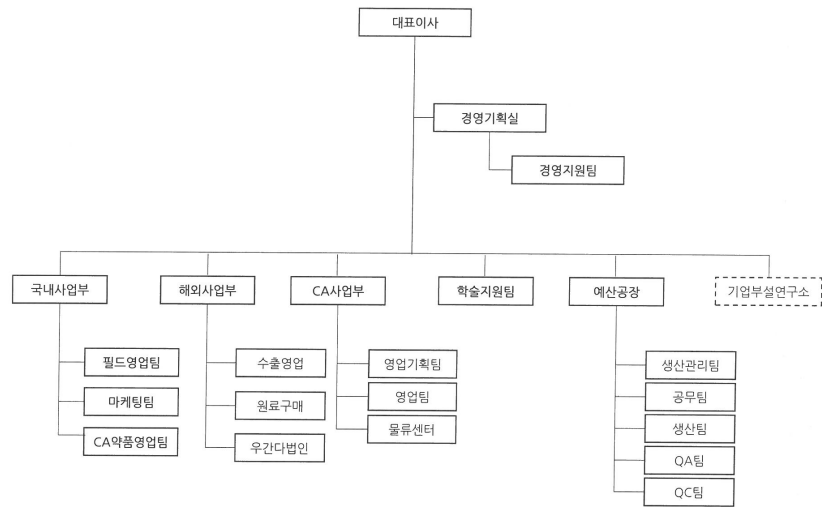 대표이사
경영기획실
경영지원팀
국내사업부
해외사업부
CA사업부
학술지원팀
예산공장
기업부설연구소
필드영업팀
마케팅팀
CA약품영업팀
수출영업
원료구매
우간다법인
영업기획팀
영업팀
물류센터
생산관리팀
공무팀
생산팀
QA팀
QC팀